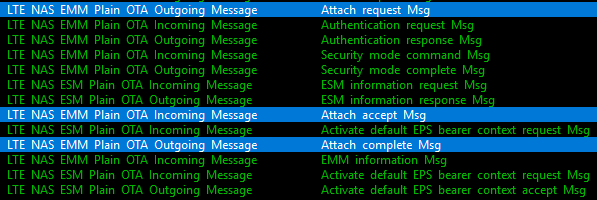 LTE NAS EMM Plain OTA Outgoing Message Attach request Msg
LTE NAS EMM Plain OTA Incoming Message Authentication request Msg
LTE NAS EMM Plain OTA Outgoing Message Authentication response Msg
LTE NAS EMM Plain OTA Incoming Message Security mode command Msg
LTE NAS EMM Plain OTA Outgoing Message Security mode complete Msg
LTE NAS ESM Plain OTA Incoming Message ESM information request Msg
LTE NAS ESM Plain OTA Outgoing Message ESM information response Msg
LTE NAS EMM Plain OTA Incoming Message Attach accept Msg
LTE NAS ESM Plain OTA Incoming Message Activate default EPS bearer context request Msg
LTE NAS EMM Plain OTA Outgoing Message Attach complete Msg
LTE NAS EMM Plain OTA Incoming Message EMM information Msg
LTE NAS ESM Plain OTA Incoming Message Activate default EPS bearer context request Msg
LTE NAS ESM Plain OTA Outgoing Message Activate default EPS bearer context accept Msg